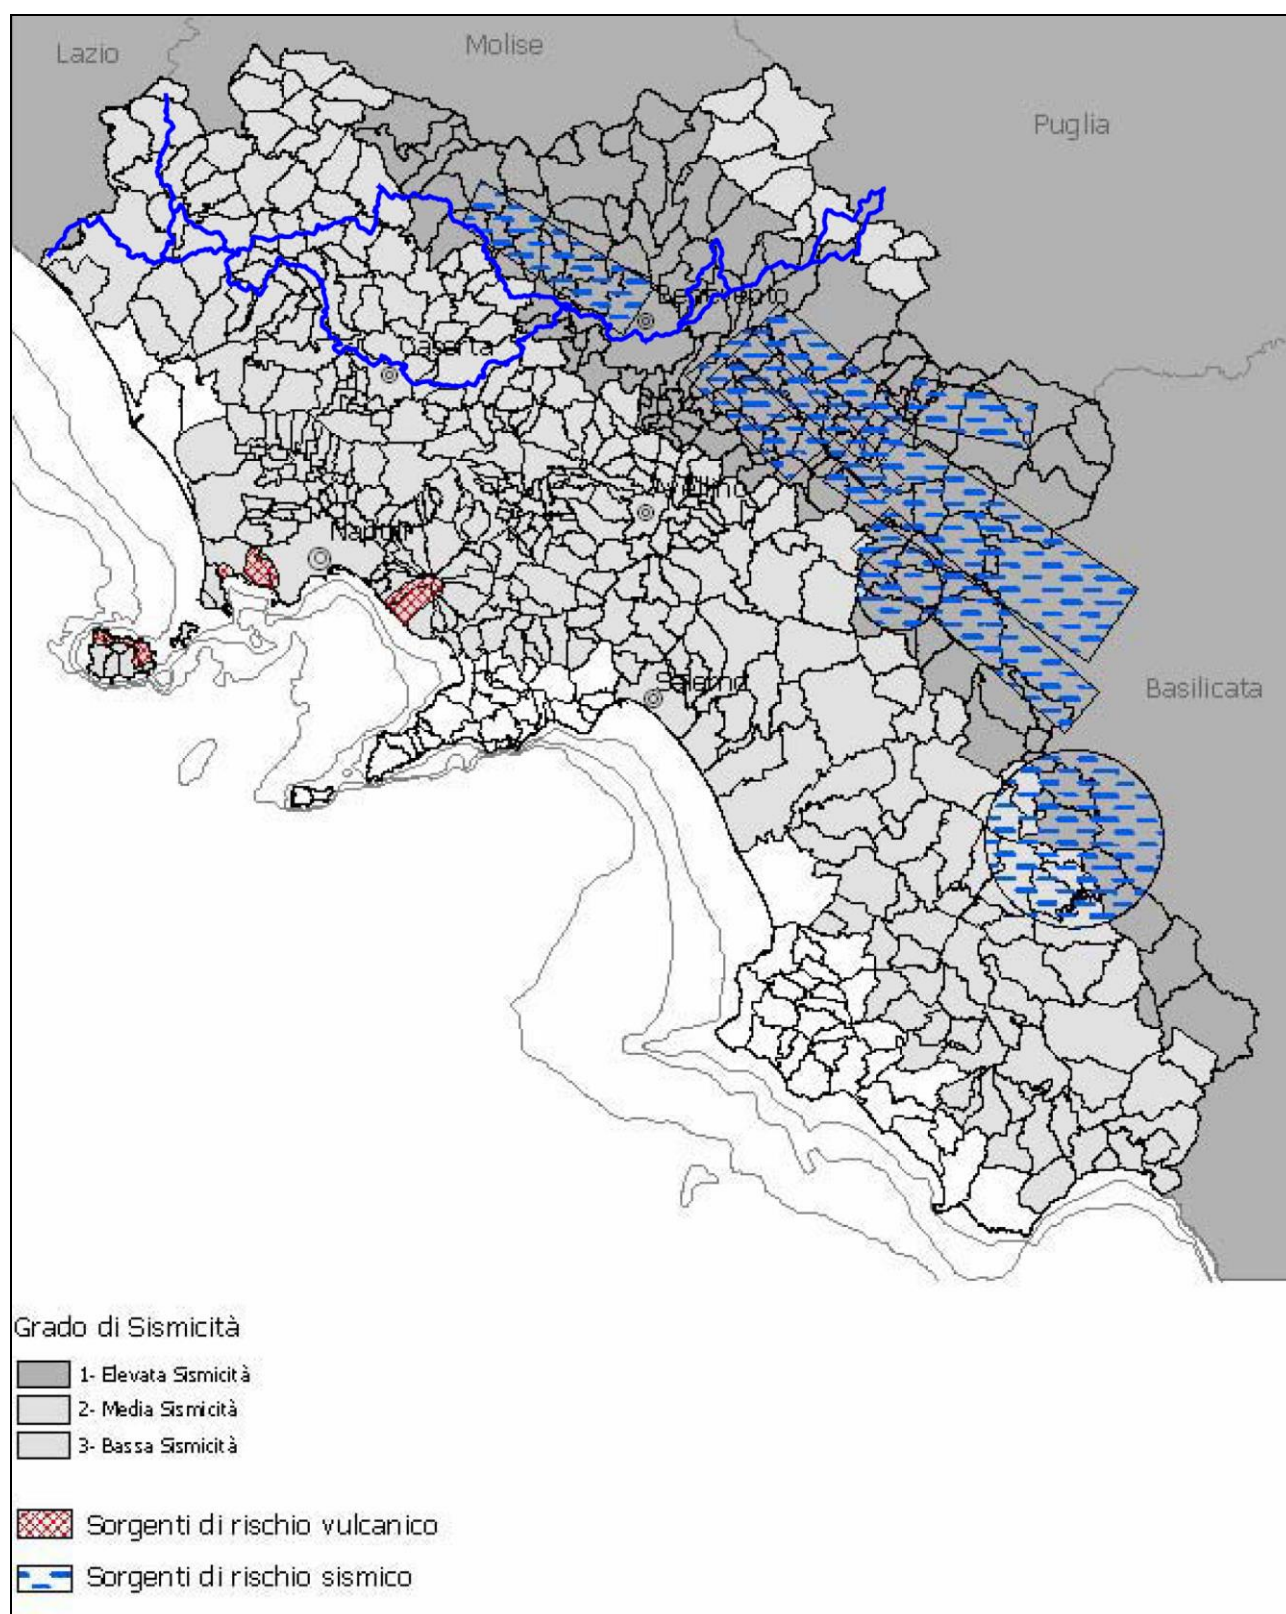 Lazio
Molise
Puglia
Benevento
Caserta
Avellino
Napoli
Salerno
Basilicata
Grado di Sismicità
1- Elevata Sismicità
2- Media Sismicità
3- Bassa Sismicità
Sorgenti di rischio vulcanico
Sorgenti di rischio sismico